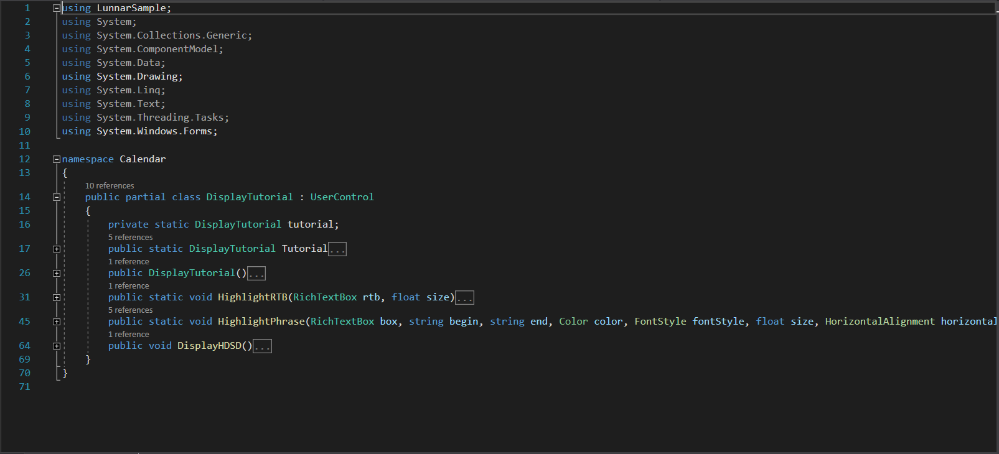 1 using LunnarSample;
2 using System;
3 using System.Collections.Generic;
4 using System.ComponentModel;
5 using System.Data;
6 using System.Drawing;
7 using System.Linq;
8 using System.Text;
9 using System.Threading.Tasks;
10 using System.Windows.Forms;
11
12 namespace Calendar
13 {
10 references
14 public partial class DisplayTutorial : UserControl
15 {
16 private static DisplayTutorial tutorial;
5 references
17 public static DisplayTutorial Tutorial...
1 reference
26 public DisplayTutorial()...
1 reference
31 public static void HighlightRTB(RichTextBox rtb, float size)...
5 references
45 public static void HighlightPhrase(RichTextBox box, string begin, string end, Color color, FontStyle fontStyle, float size, HorizontalAlignment horizontal
1 reference
64 public void DisplayHDSD()...
69 }
70 }
71